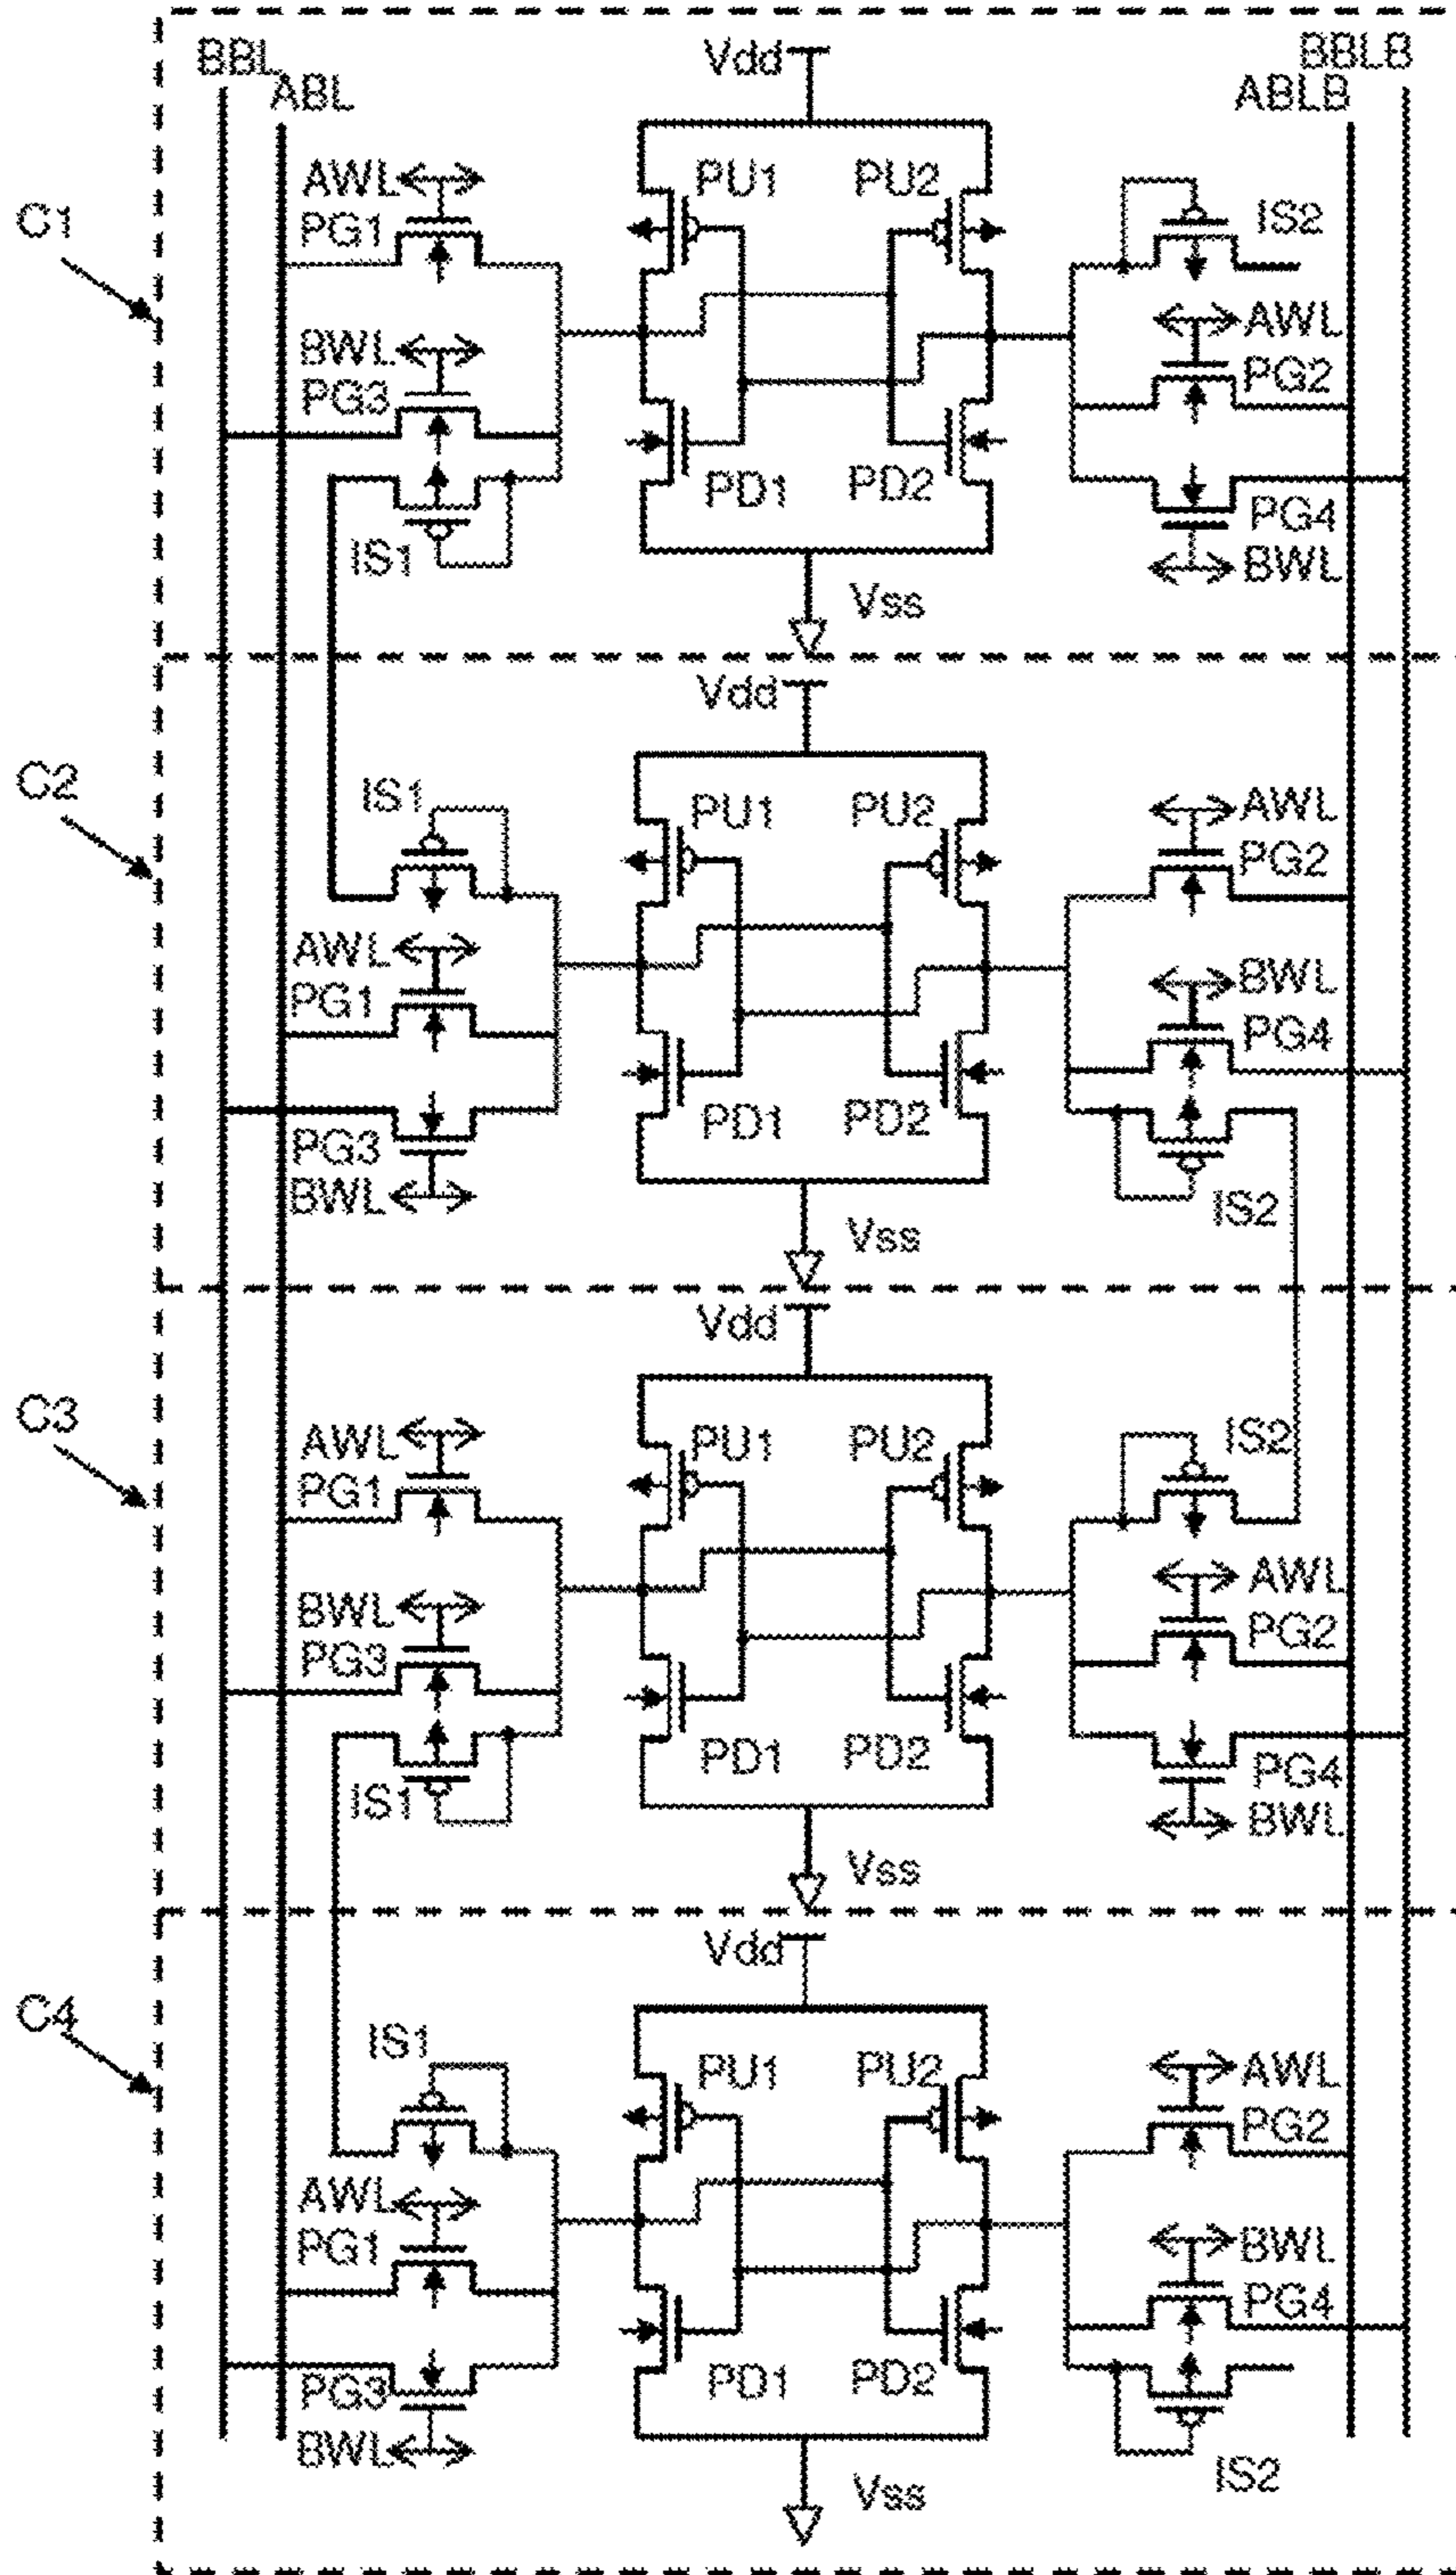 BBL
ABL
Vdd
BBLB
ABLB
C1
AWL
PG1
PU1
PU2
IS2
BWL
PG3
AWL
PG2
IS1
PD1
PD2
PG4
BWL
Vss
Vdd
C2
IS1
PU1
PU2
AWL
PG2
AWL
PG1
BWL
PG4
PG3
BWL
PD1
PD2
IS2
Vss
Vdd
C3
AWL
PG1
PU1
PU2
IS2
BWL
PG3
AWL
PG2
IS1
PD1
PD2
PG4
BWL
Vss
Vdd
C4
IS1
PU1
PU2
AWL
PG2
AWL
PG1
BWL
PG4
PG3
BWL
PD1
PD2
IS2
Vss